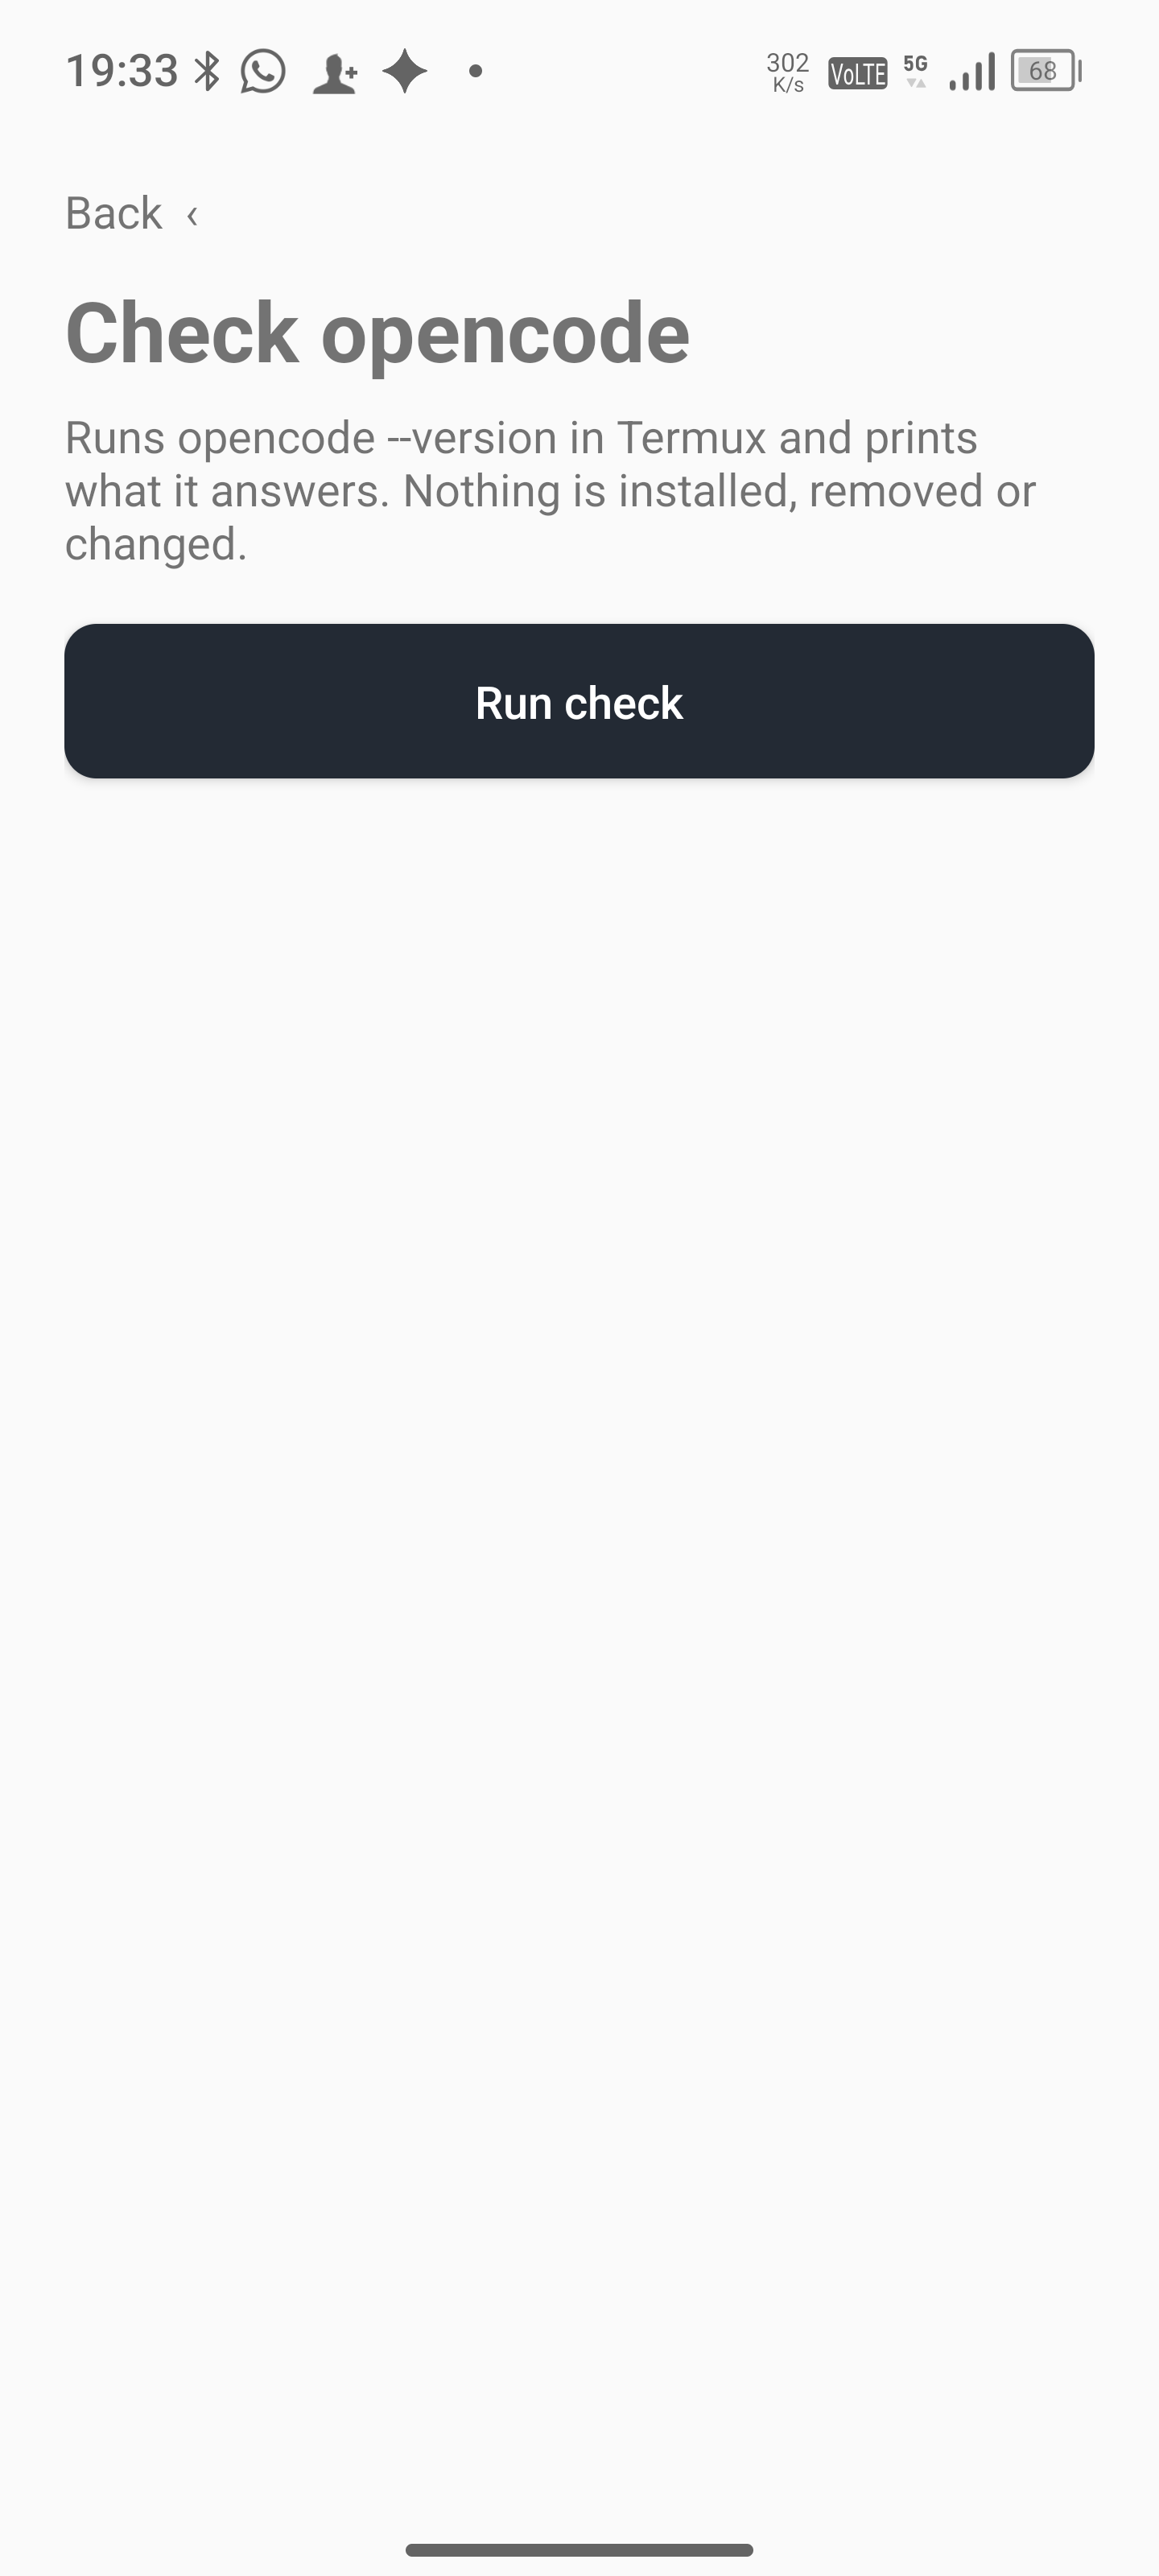 19:33
302 K/s VoLTE 5G 68
Back ‹
Check opencode
Runs opencode --version in Termux and prints
what it answers. Nothing is installed, removed or
changed.
Run check